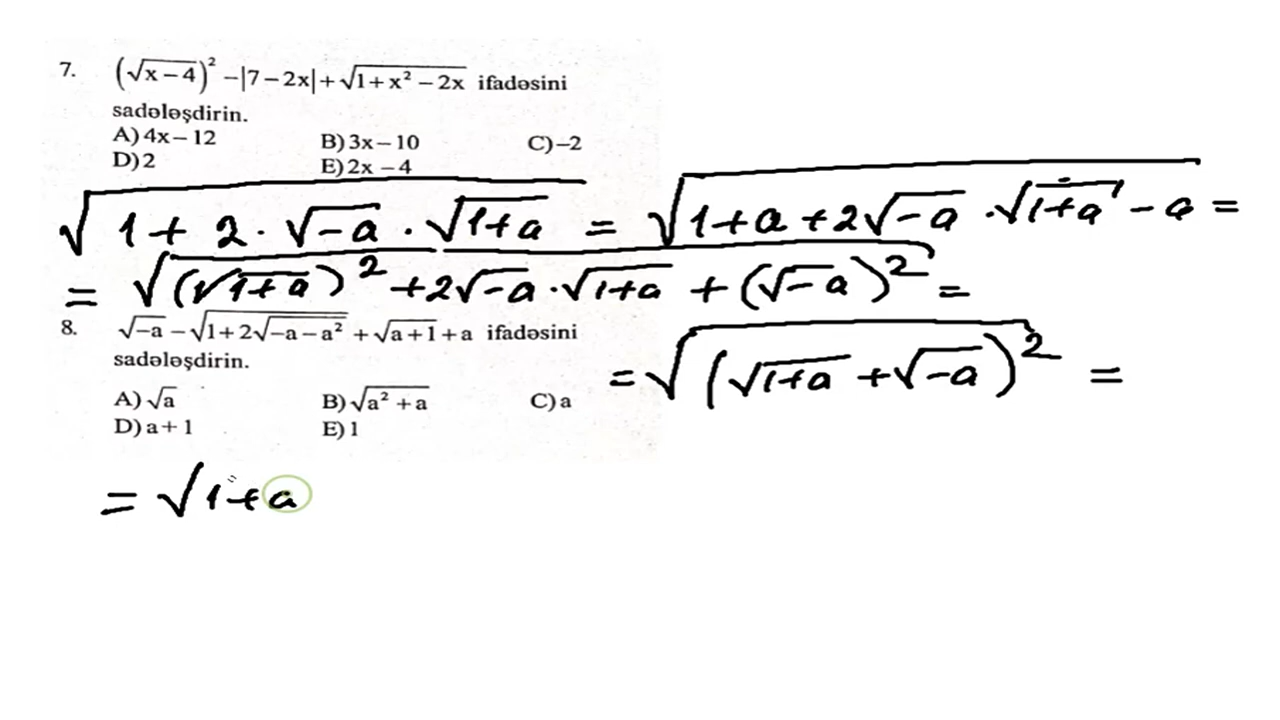 7. (√x−4)² −|7−2x|+√1+x²−2x ifadəsini
sadələşdirin.
A) 4x−12 B) 3x−10 C) −2
D) 2 E) 2x−4
√1+2·√−a·√1+a = √1+a+2√−a·√1+a−a =
= √(√1+a)²+2√−a·√1+a+(√−a)² =
8. √−a−√1+2√−a−a² +√a+1+a ifadəsini
sadələşdirin.
= √(√1+a+√−a)² =
A) √a B) √a²+a C) a
D) a+1 E) 1
= √1+a